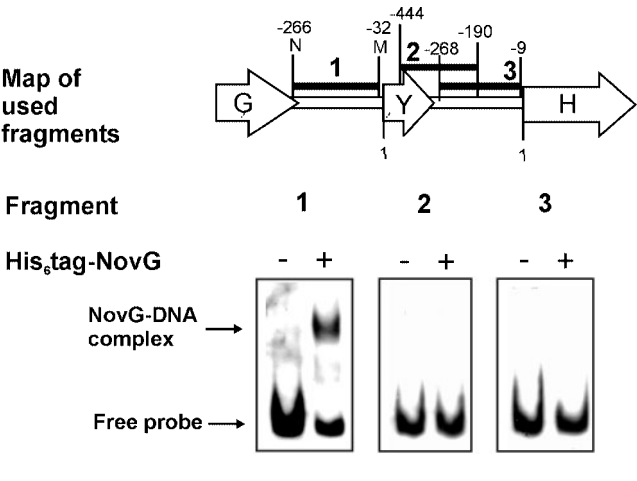 -266 -32 -444 -190
N M 2 -268 -9
1 3
Map of
used
fragments
G Y H
1 1
Fragment 1 2 3
His6tag-NovG - + - + - +
NovG-DNA
complex
Free probe